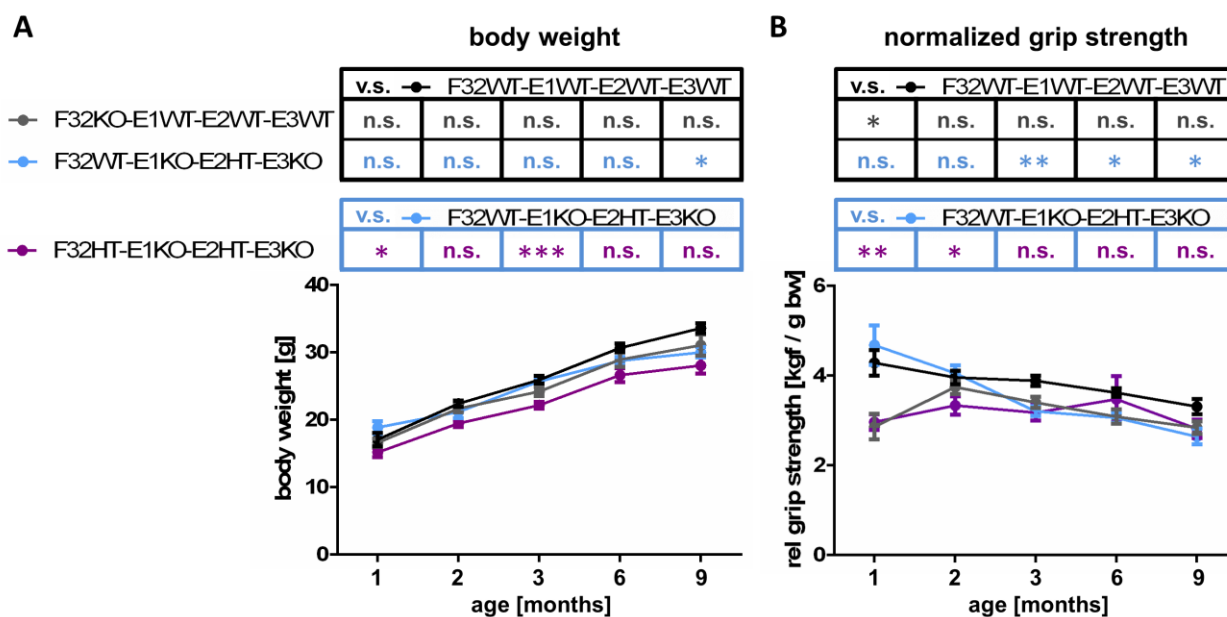 A
body weight
v.s. F32WT-E1WT-E2WT-E3WT
F32KO-E1WT-E2WT-E3WT n.s. n.s. n.s. n.s. n.s.
F32WT-E1KO-E2HT-E3KO n.s. n.s. n.s. n.s. *
v.s. F32WT-E1KO-E2HT-E3KO
F32HT-E1KO-E2HT-E3KO * n.s. *** n.s. n.s.
40
30
20
10
0
body weight [g]
1 2 3 6 9
age [months]
B
normalized grip strength
v.s. F32WT-E1WT-E2WT-E3WT
* n.s. n.s. n.s. n.s.
n.s. n.s. ** * *
v.s. F32WT-E1KO-E2HT-E3KO
** * n.s. n.s. n.s.
6
4
2
0
rel grip strength [kgf / g bw]
1 2 3 6 9
age [months]